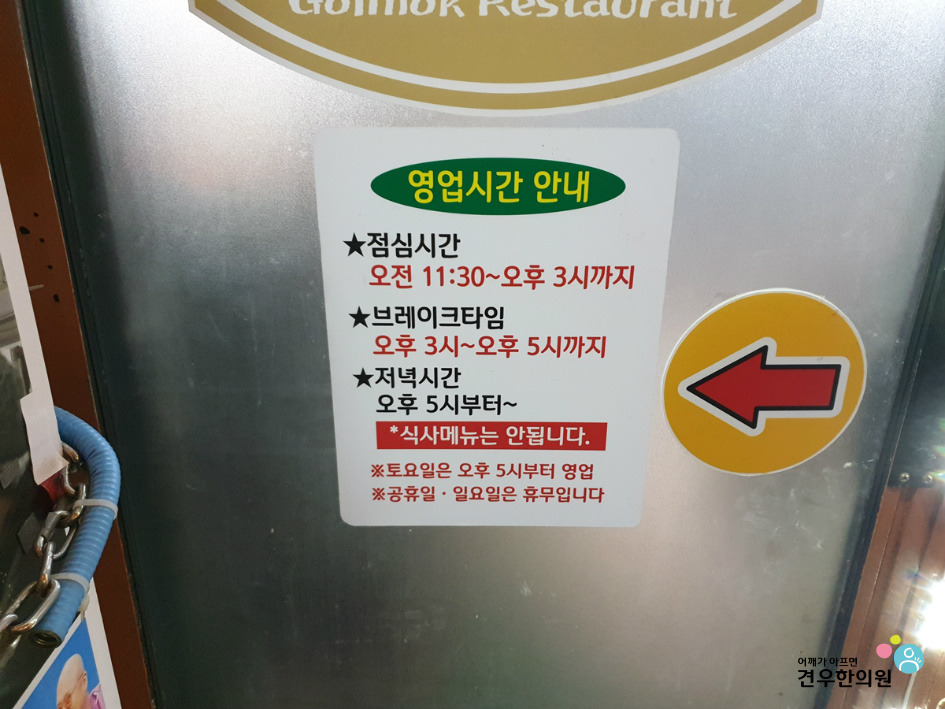 Golmok Restaurant
영업시간 안내
★점심시간
오전 11:30~오후 3시까지
★브레이크타임
오후 3시~오후 5시까지
★저녁시간
오후 5시부터~
*식사메뉴는 안됩니다.
※토요일은 오후 5시부터 영업
※공휴일·일요일은 휴무입니다
어깨가 아프면
견우한의원